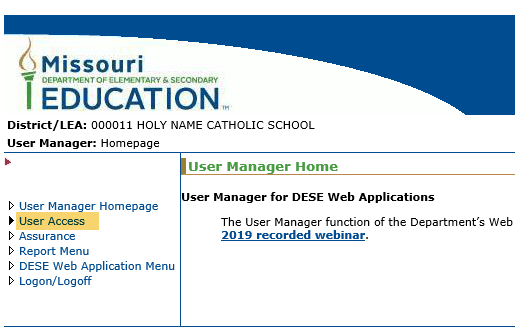 Missouri
DEPARTMENT OF ELEMENTARY & SECONDARY
EDUCATION™
District/LEA: 000011 HOLY NAME CATHOLIC SCHOOL
User Manager: Homepage
User Manager Home
User Manager Homepage
User Access
Assurance
Report Menu
DESE Web Application Menu
Logon/Logoff
User Manager for DESE Web Applications
The User Manager function of the Department's Web
2019 recorded webinar.